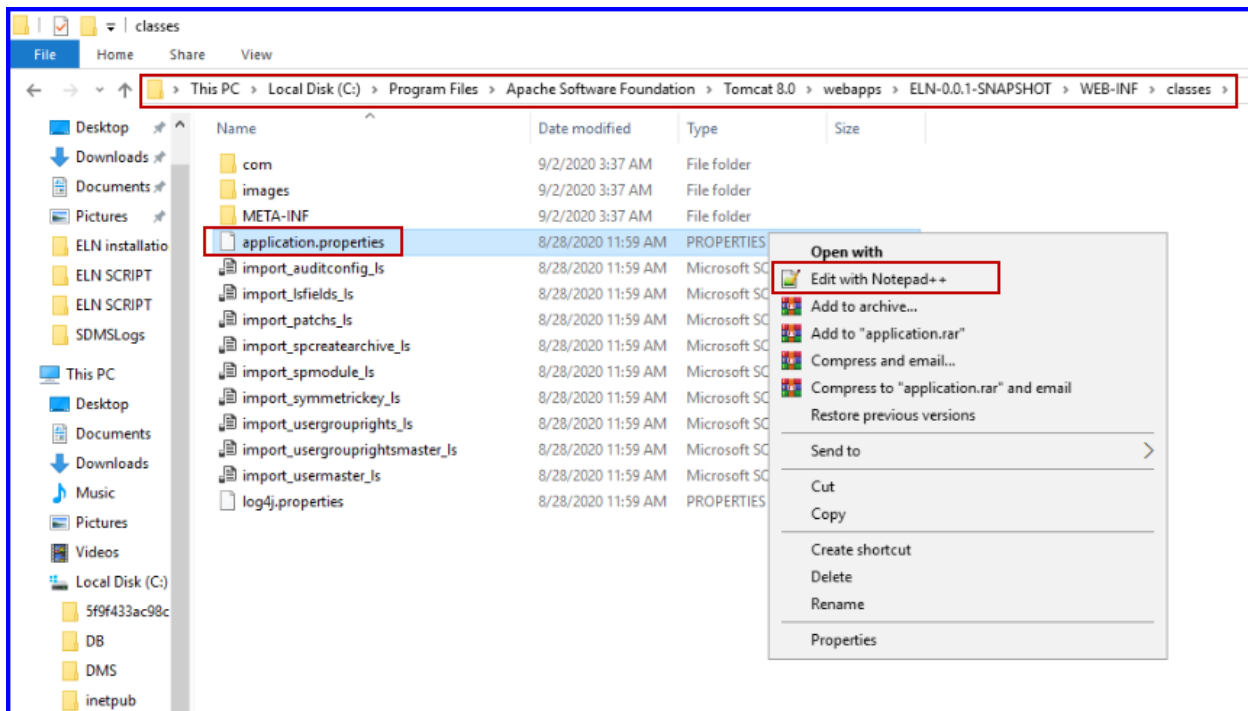 classes
File Home Share View
This PC > Local Disk (C:) > Program Files > Apache Software Foundation > Tomcat 8.0 > webapps > ELN-0.0.1-SNAPSHOT > WEB-INF > classes >
Desktop
Downloads
Documents
Pictures
ELN installatio
ELN SCRIPT
ELN SCRIPT
SDMSLogs
This PC
Desktop
Documents
Downloads
Music
Pictures
Videos
Local Disk (C:)
5f9f433ac98c
DB
DMS
inetpub
Name Date modified Type Size
com 9/2/2020 3:37 AM File folder
images 9/2/2020 3:37 AM File folder
META-INF 9/2/2020 3:37 AM File folder
application.properties 8/28/2020 11:59 AM PROPERTIES
import_auditconfig_ls 8/28/2020 11:59 AM Microsoft SC
import_lsfields_ls 8/28/2020 11:59 AM Microsoft SC
import_patchs_ls 8/28/2020 11:59 AM Microsoft SC
import_spcreatearchive_ls 8/28/2020 11:59 AM Microsoft SC
import_spmodule_ls 8/28/2020 11:59 AM Microsoft SC
import_symmetrickey_ls 8/28/2020 11:59 AM Microsoft SC
import_usergrouprights_ls 8/28/2020 11:59 AM Microsoft SC
import_usergrouprightsmaster_ls 8/28/2020 11:59 AM Microsoft SC
import_usermaster_ls 8/28/2020 11:59 AM Microsoft SC
log4j.properties 8/28/2020 11:59 AM PROPERTIES
Open with
Edit with Notepad++
Add to archive...
Add to "application.rar"
Compress and email...
Compress to "application.rar" and email
Restore previous versions
Send to
Cut
Copy
Create shortcut
Delete
Rename
Properties